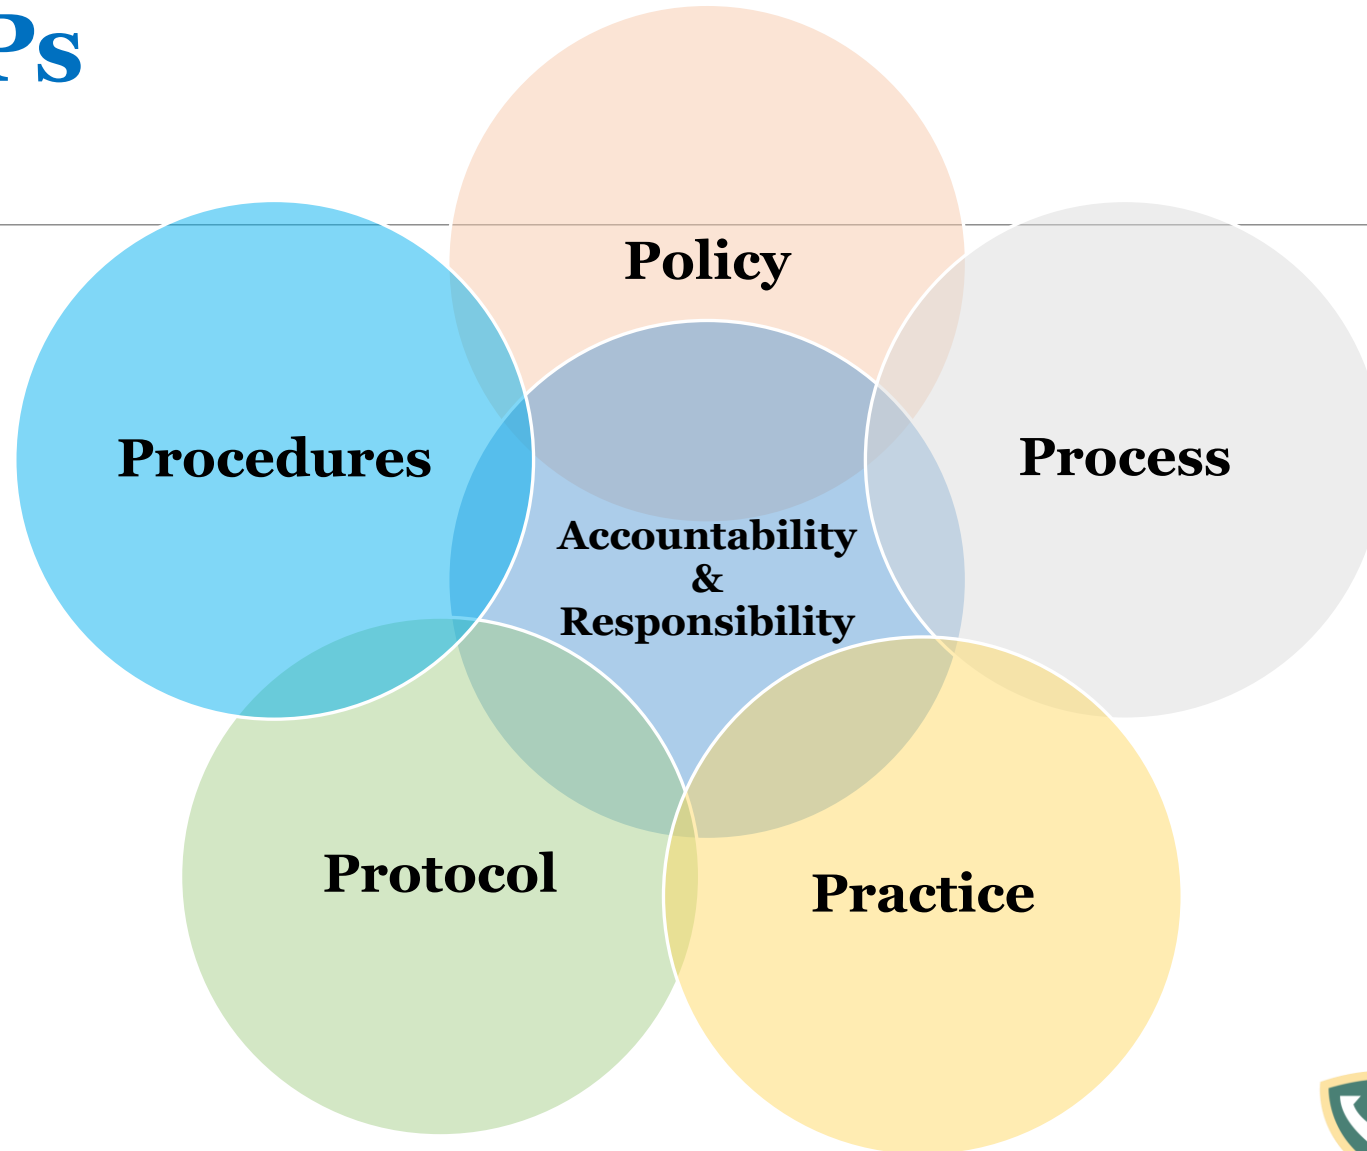 Ps
Policy
Procedures
Process
Accountability
&
Responsibility
Protocol
Practice